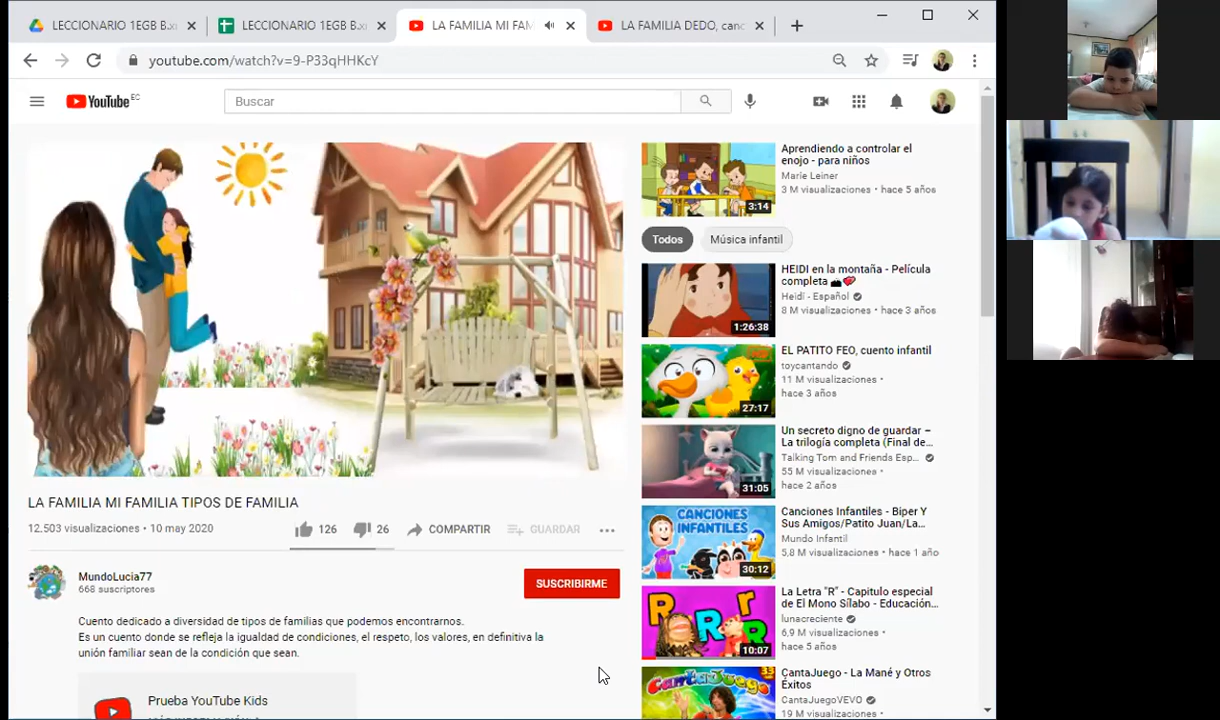 LECCIONARIO 1EGB B.x
LECCIONARIO 1EGB B.x
LA FAMILIA MI FAM
LA FAMILIA DEDO, canc
youtube.com/watch?v=9-P33qHHKcY
YouTube EC
Buscar
Aprendiendo a controlar el
enojo - para niños
Marie Leiner
3 M visualizaciones • hace 5 años
3:14
Todos
Música infantil
HEIDI en la montaña - Película
completa
Heidi - Español
8 M visualizaciones • hace 3 años
1:26:38
EL PATITO FEO, cuento infantil
toycantando
11 M visualizaciones •
hace 3 años
27:17
Un secreto digno de guardar –
La trilogía completa (Final de...
Talking Tom and Friends Esp...
55 M visualizaciones •
hace 2 años
31:05
CANCIONES
INFANTILES
Canciones Infantiles - Biper Y
Sus Amigos/Patito Juan/La...
Mundo Infantil
5,8 M visualizaciones • hace 1 año
30:12
La Letra "R" - Capítulo especial
de El Mono Sílabo - Educación...
lunacreciente
6,9 M visualizaciones •
hace 5 años
R R r R
10:07
CantaJuego - La Mané y Otros
Éxitos
CantaJuegoVEVO
19 M visualizaciones •
CantaJuego
LA FAMILIA MI FAMILIA TIPOS DE FAMILIA
12.503 visualizaciones • 10 may 2020
126
26
COMPARTIR
GUARDAR
MundoLucia77
668 suscriptores
SUSCRIBIRME
Cuento dedicado a diversidad de tipos de familias que podemos encontrarnos.
Es un cuento donde se refleja la igualdad de condiciones, el respeto, los valores, en definitiva la
unión familiar sean de la condición que sean.
Prueba YouTube Kids